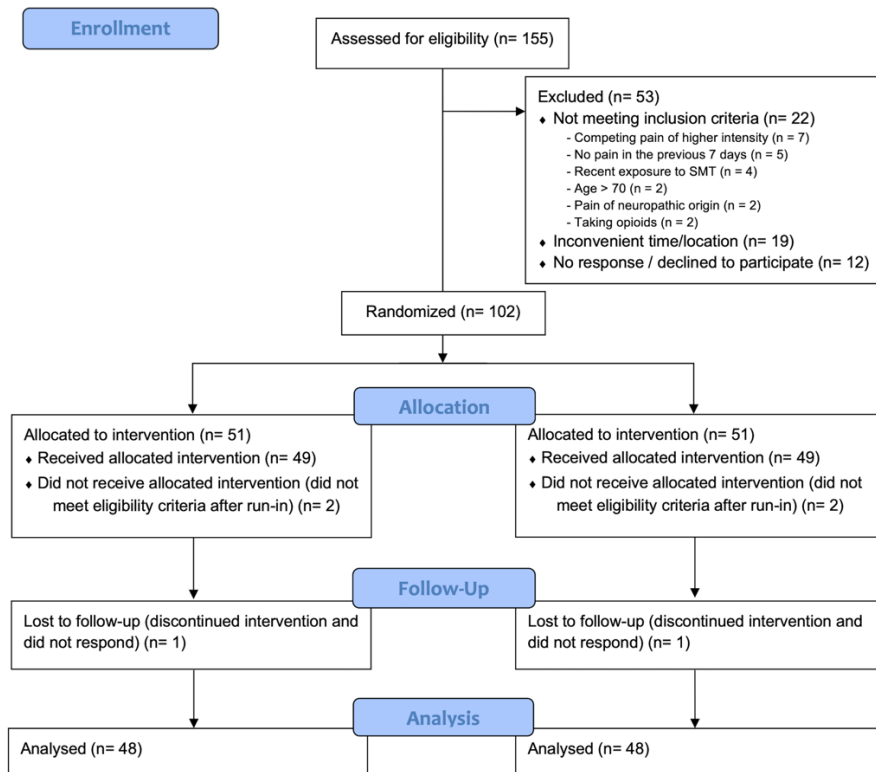 Enrollment
Assessed for eligibility (n= 155)
Excluded (n= 53)
♦ Not meeting inclusion criteria (n= 22)
- Competing pain of higher intensity (n = 7)
- No pain in the previous 7 days (n = 5)
- Recent exposure to SMT (n = 4)
- Age > 70 (n = 2)
- Pain of neuropathic origin (n = 2)
- Taking opioids (n = 2)
♦ Inconvenient time/location (n= 19)
♦ No response / declined to participate (n= 12)
Randomized (n= 102)
Allocation
Allocated to intervention (n= 51)
♦ Received allocated intervention (n= 49)
♦ Did not receive allocated intervention (did not
meet eligibility criteria after run-in) (n= 2)
Allocated to intervention (n= 51)
♦ Received allocated intervention (n= 49)
♦ Did not receive allocated intervention (did not
meet eligibility criteria after run-in) (n= 2)
Follow-Up
Lost to follow-up (discontinued intervention and
did not respond) (n= 1)
Lost to follow-up (discontinued intervention and
did not respond) (n= 1)
Analysis
Analysed (n= 48)
Analysed (n= 48)